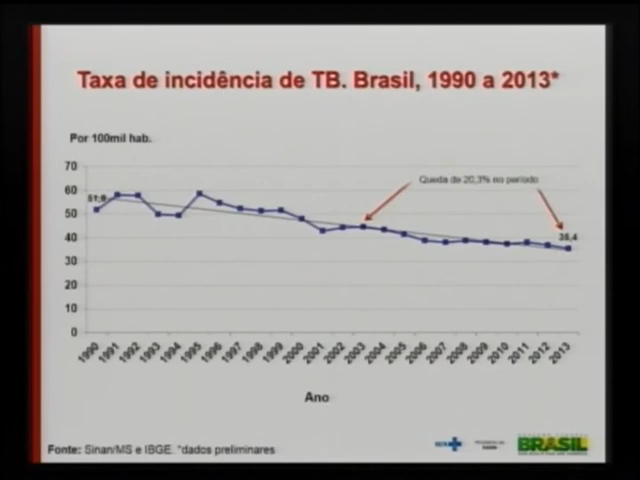 Taxa de incidência de TB. Brasil, 1990 a 2013*
Por 100mil hab.
70
60
50
40
30
20
10
0
51,8
Queda de 20,3% no período
35,4
1990 1991 1992 1993 1994 1995 1996 1997 1998 1999 2000 2001 2002 2003 2004 2005 2006 2007 2008 2009 2010 2011 2012 2013
Ano
Fonte: Sinan/MS e IBGE. *dados preliminares
SUS
BRASIL